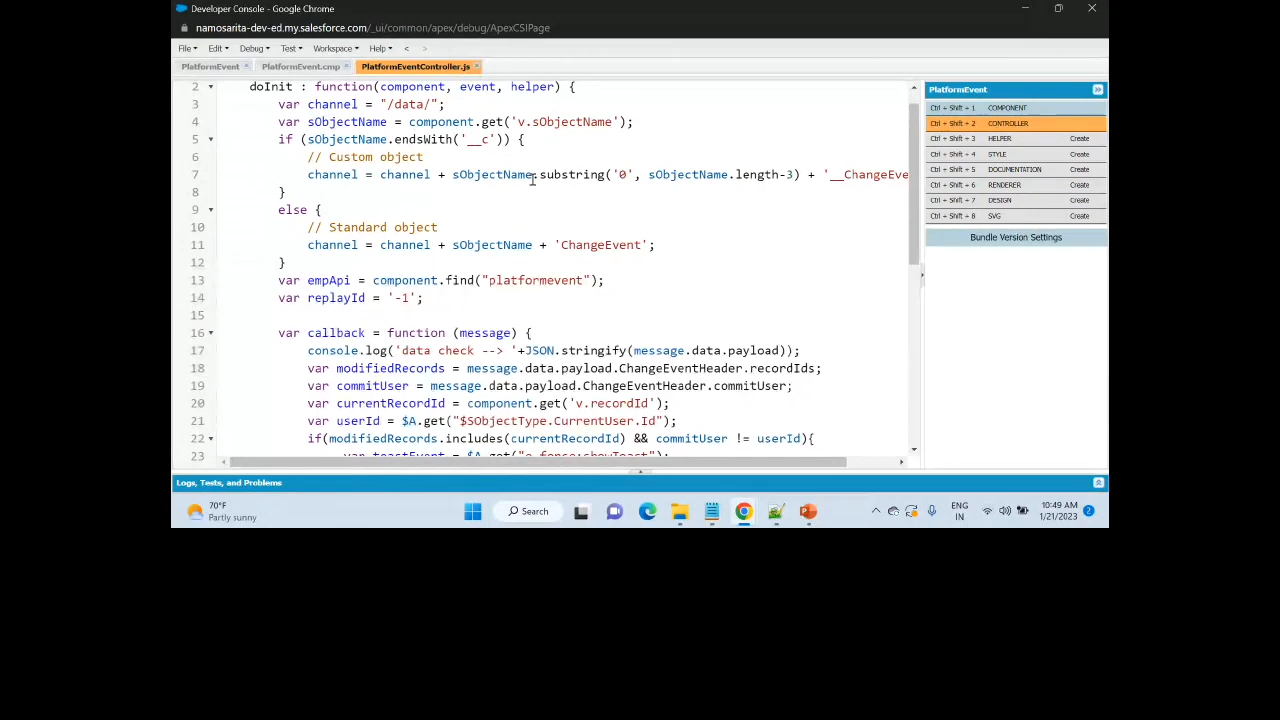 Developer Console - Google Chrome
namosarita-dev-ed.my.salesforce.com/_ui/common/apex/debug/ApexCSIPage
File Edit Debug Test Workspace Help < >
PlatformEvent PlatformEvent.cmp PlatformEventController.js
2 doInit : function(component, event, helper) {
3 var channel = "/data/";
4 var sObjectName = component.get('v.sObjectName');
5 if (sObjectName.endsWith('__c')) {
6 // Custom object
7 channel = channel + sObjectName.substring('0', sObjectName.length-3) + '__ChangeEve
8 }
9 else {
10 // Standard object
11 channel = channel + sObjectName + 'ChangeEvent';
12 }
13 var empApi = component.find("platformevent");
14 var replayId = '-1';
15
16 var callback = function (message) {
17 console.log('data check --> '+JSON.stringify(message.data.payload));
18 var modifiedRecords = message.data.payload.ChangeEventHeader.recordIds;
19 var commitUser = message.data.payload.ChangeEventHeader.commitUser;
20 var currentRecordId = component.get('v.recordId');
21 var userId = $A.get("$SObjectType.CurrentUser.Id");
22 if(modifiedRecords.includes(currentRecordId) && commitUser != userId){
23 var toastEvent = $A.get("e.force:showToast");
PlatformEvent
Ctrl + Shift + 1 COMPONENT
Ctrl + Shift + 2 CONTROLLER
Ctrl + Shift + 3 HELPER Create
Ctrl + Shift + 4 STYLE Create
Ctrl + Shift + 5 DOCUMENTATION Create
Ctrl + Shift + 6 RENDERER Create
Ctrl + Shift + 7 DESIGN Create
Ctrl + Shift + 8 SVG Create
Bundle Version Settings
Logs, Tests, and Problems
70°F
Partly sunny
Search
ENG
IN
10:49 AM
1/21/2023
2